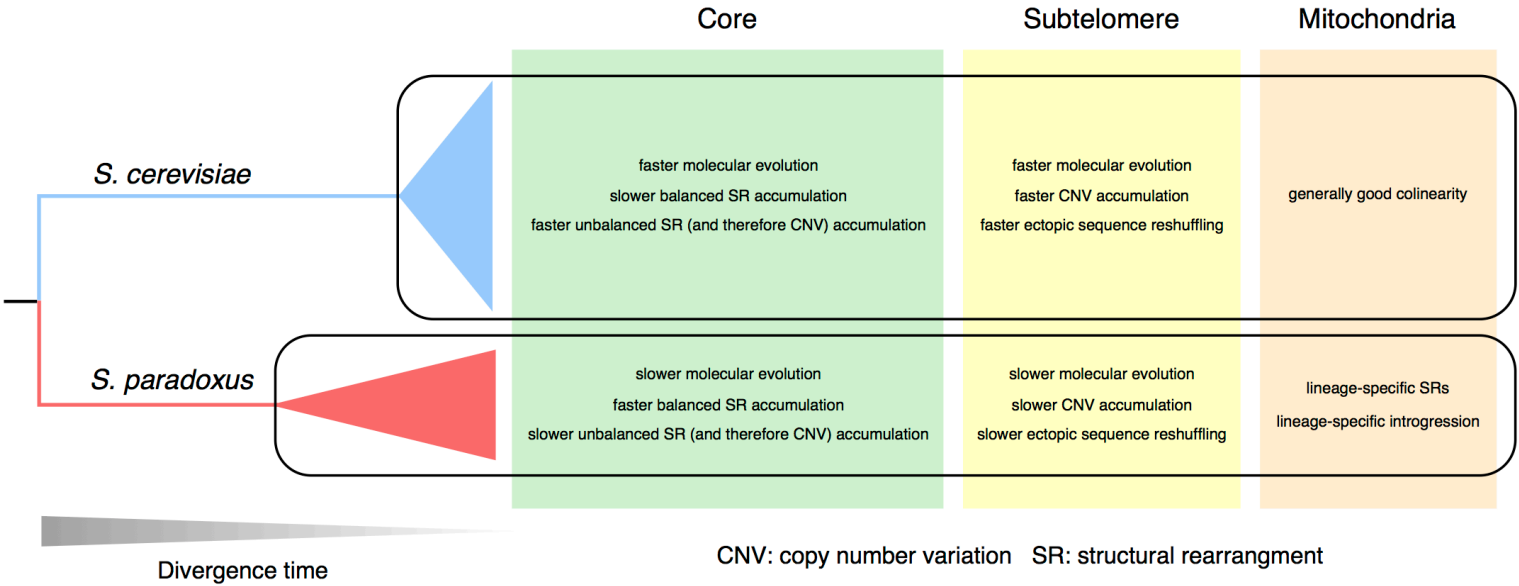 Core
Subtelomere
Mitochondria
S. cerevisiae
faster molecular evolution
slower balanced SR accumulation
faster unbalanced SR (and therefore CNV) accumulation
faster molecular evolution
faster CNV accumulation
faster ectopic sequence reshuffling
generally good colinearity
S. paradoxus
slower molecular evolution
faster balanced SR accumulation
slower unbalanced SR (and therefore CNV) accumulation
slower molecular evolution
slower CNV accumulation
slower ectopic sequence reshuffling
lineage-specific SRs
lineage-specific introgression
Divergence time
CNV: copy number variation SR: structural rearrangment